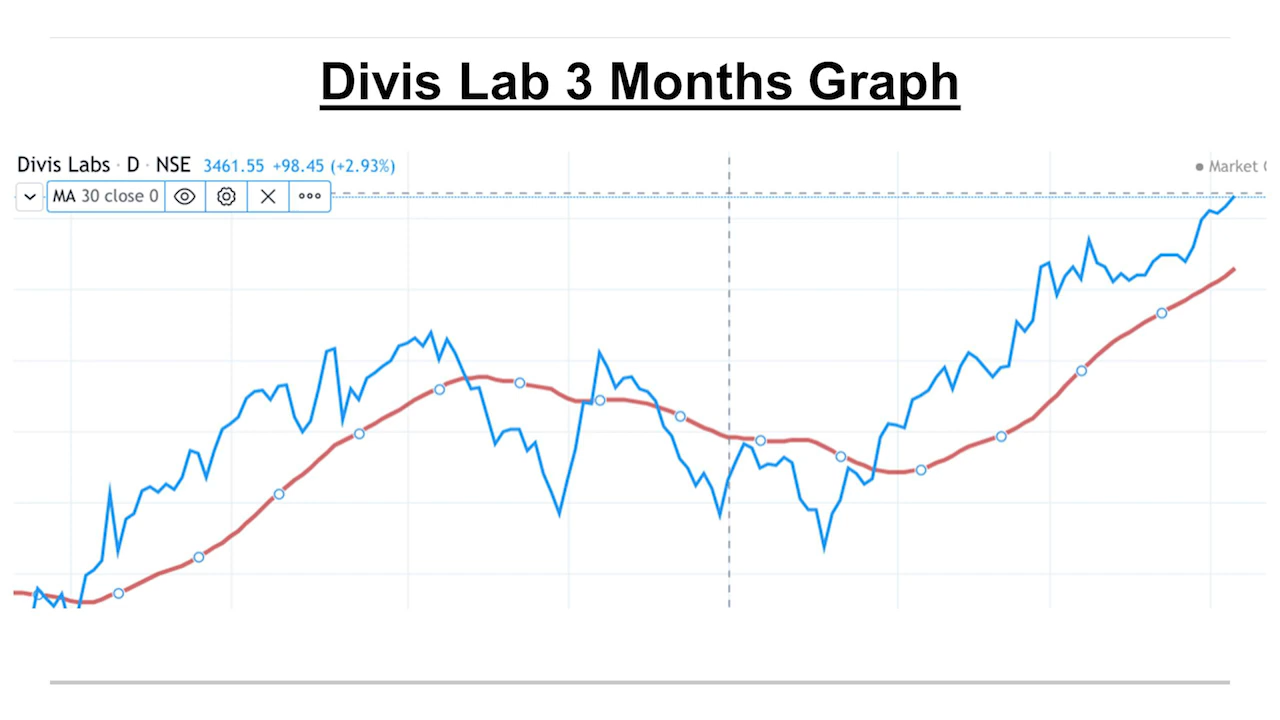 Divis Lab 3 Months Graph
Divis Labs · D · NSE 3461.55 +98.45 (+2.93%)
Market
MA 30 close 0